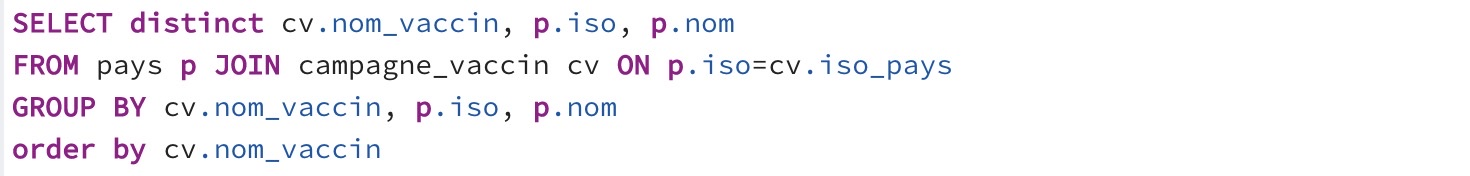 SELECT distinct cv.nom_vaccin, p.iso, p.nom
FROM pays p JOIN campagne_vaccin cv ON p.iso=cv.iso_pays
GROUP BY cv.nom_vaccin, p.iso, p.nom
order by cv.nom_vaccin